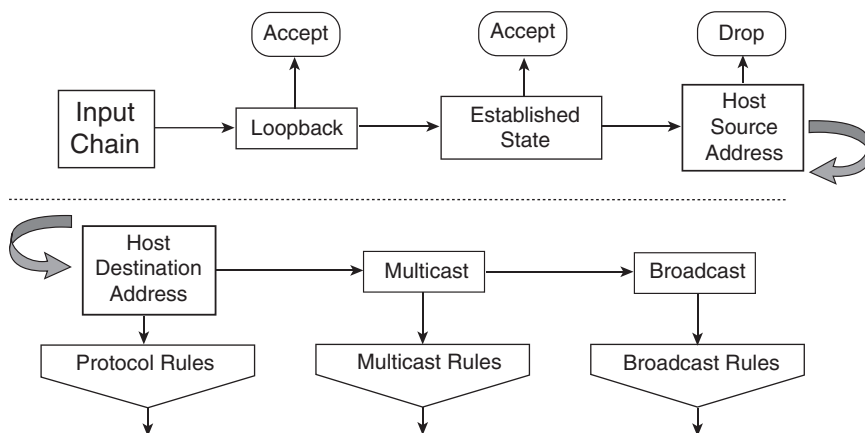 Accept
Accept
Drop
Input
Chain
Loopback
Established
State
Host
Source
Address
Host
Destination
Address
Multicast
Broadcast
Protocol Rules
Multicast Rules
Broadcast Rules